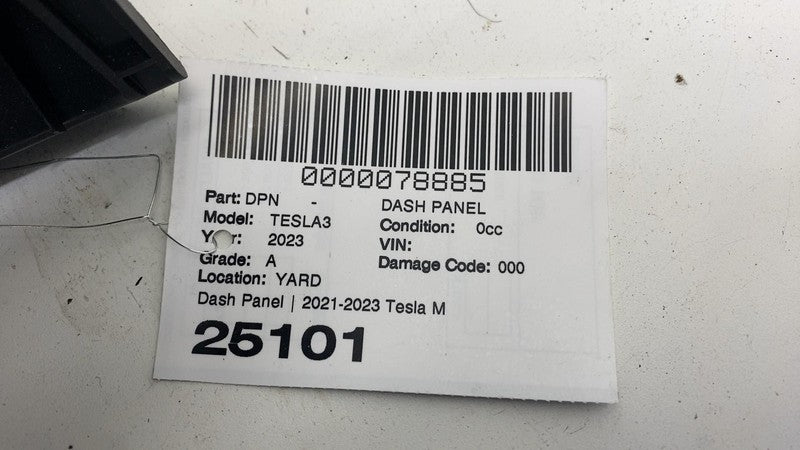 0000078885
Part: DPN - DASH PANEL
Model: TESLA3 Condition: 0cc
2023 VIN:
Grade: A Damage Code: 000
Location: YARD
Dash Panel | 2021-2023 Tesla M
25101